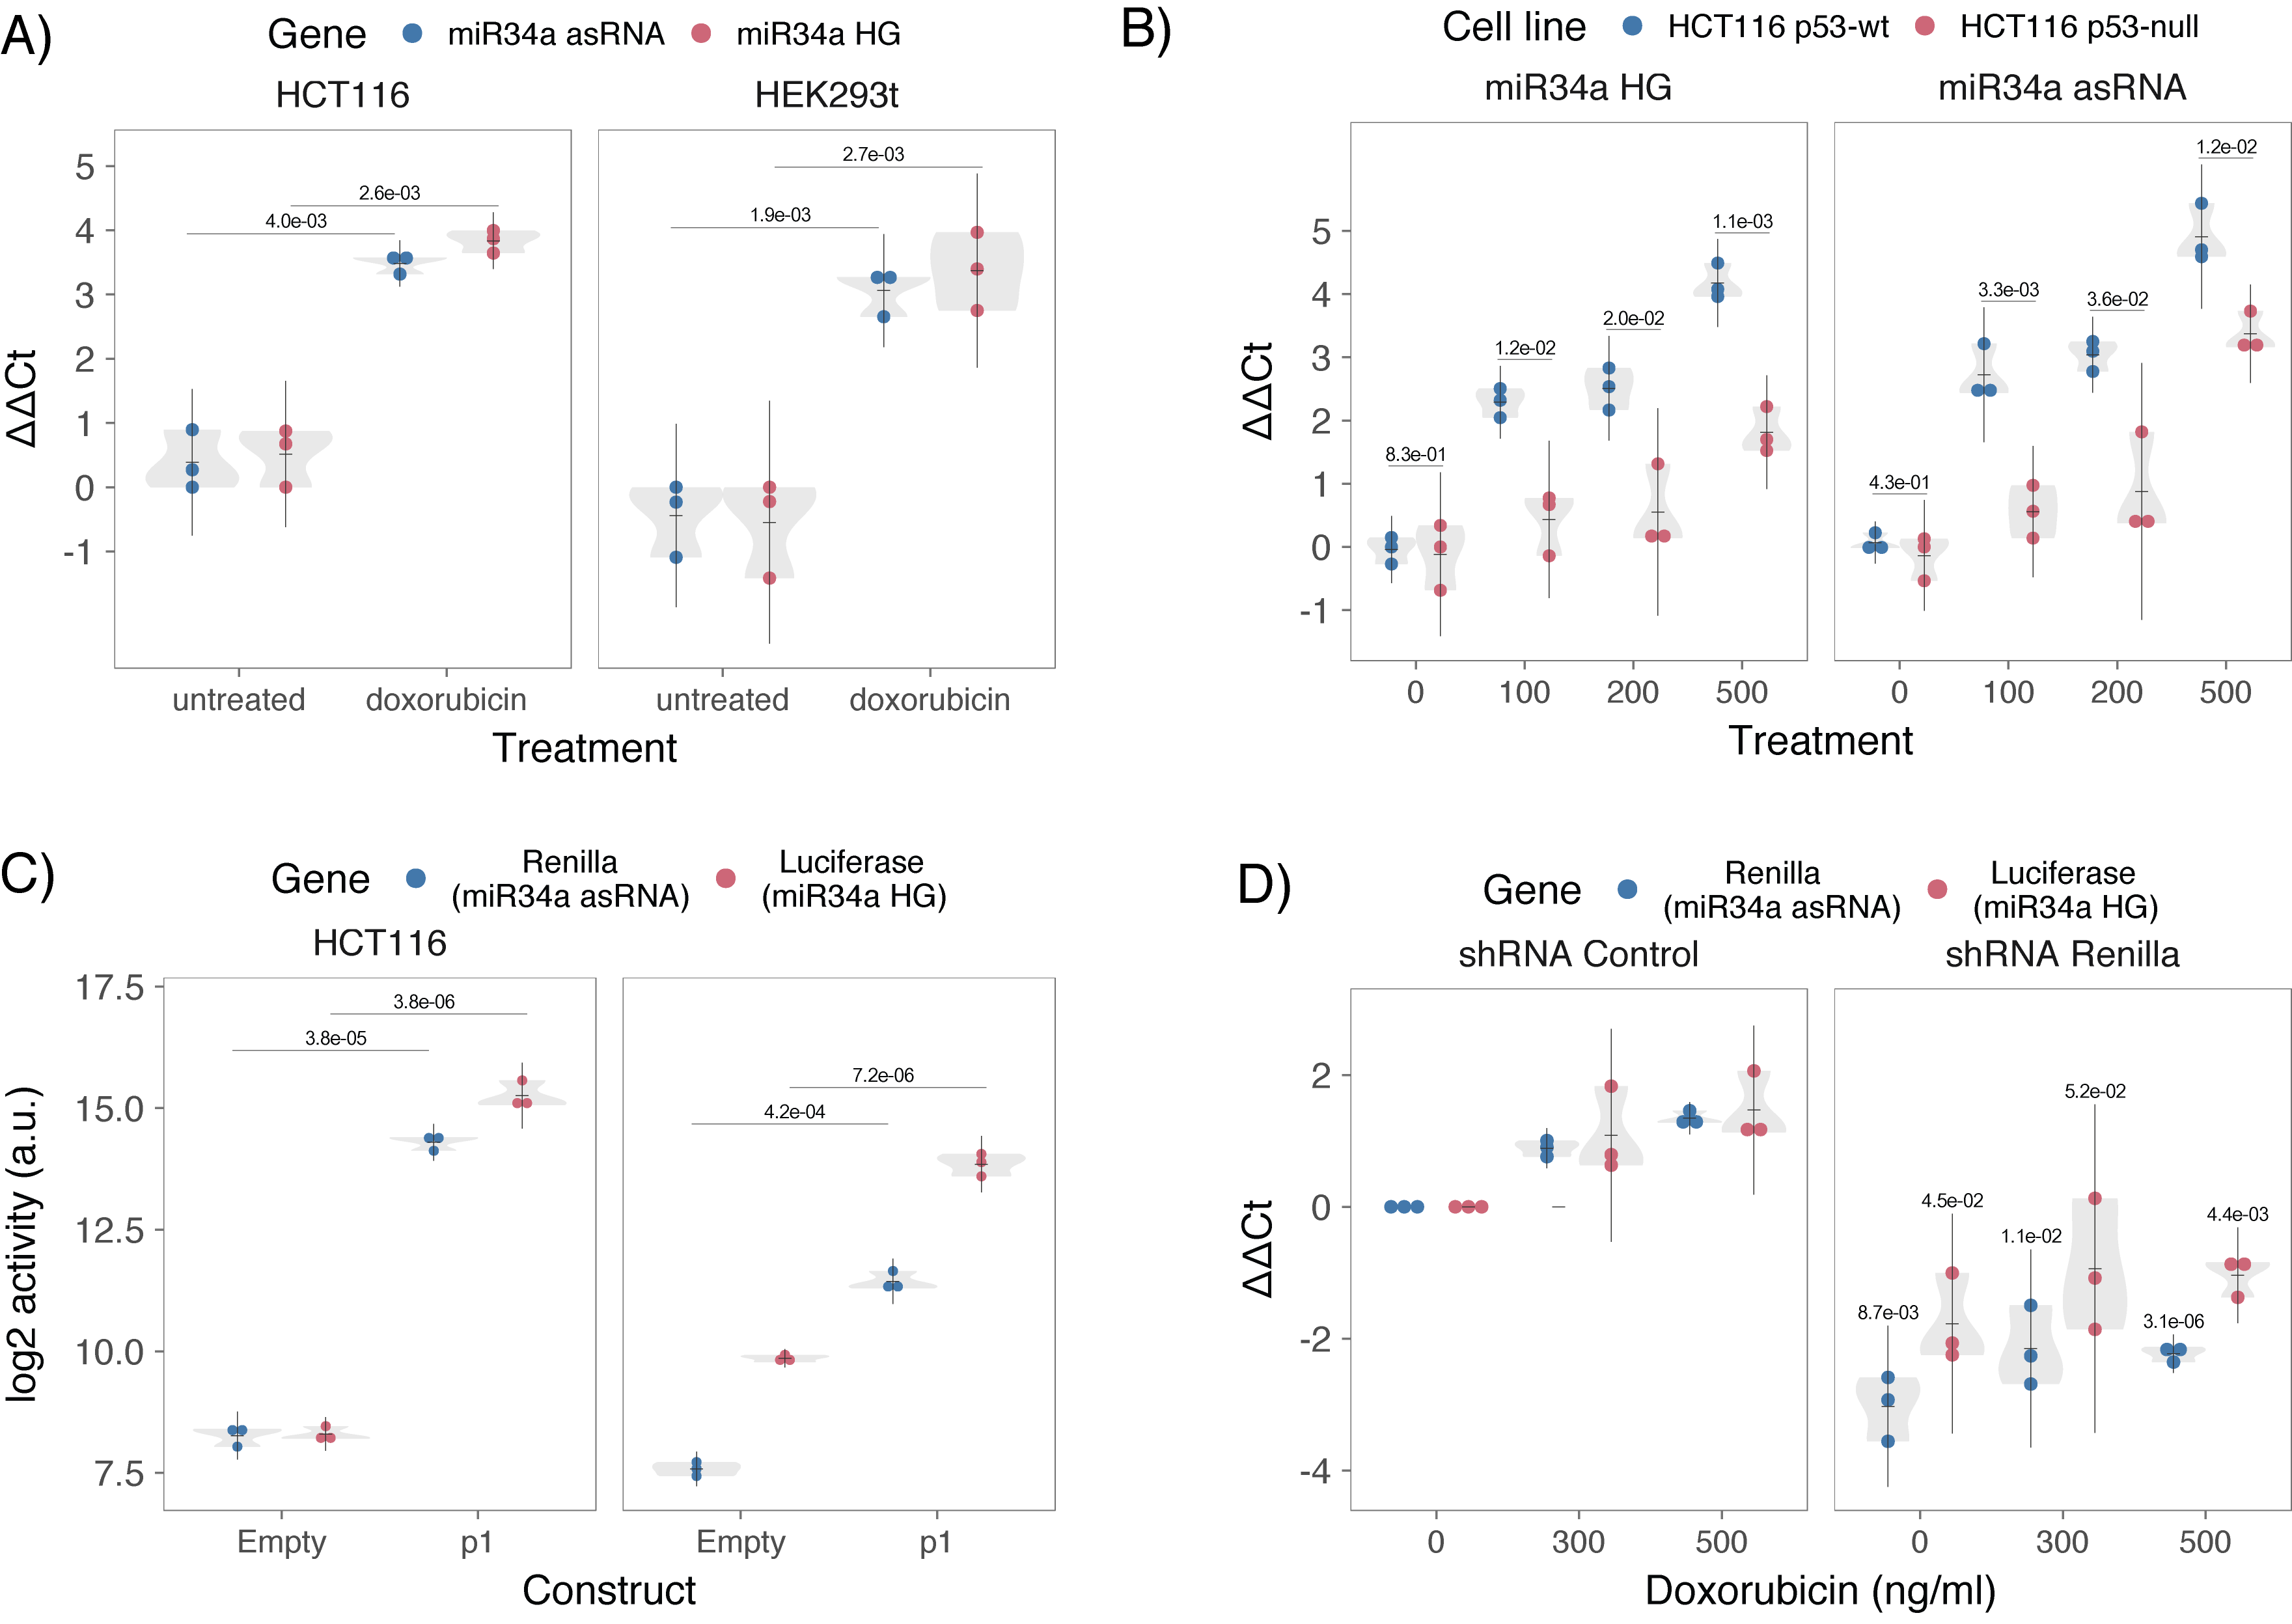 A)
Gene miR34a asRNA miR34a HG
HCT116 HEK293t
ΔΔCt
5
4
3
2
1
0
-1
4.0e-03
2.6e-03
1.9e-03
2.7e-03
untreated doxorubicin untreated doxorubicin
Treatment
B)
Cell line HCT116 p53-wt HCT116 p53-null
miR34a HG miR34a asRNA
ΔΔCt
5
4
3
2
1
0
-1
8.3e-01
1.2e-02
2.0e-02
1.1e-03
4.3e-01
3.3e-03
3.6e-02
1.2e-02
0 100 200 500 0 100 200 500
Treatment
C)
Gene Renilla (miR34a asRNA) Luciferase (miR34a HG)
HCT116
log2 activity (a.u.)
17.5
15.0
12.5
10.0
7.5
3.8e-05
3.8e-06
4.2e-04
7.2e-06
Empty p1 Empty p1
Construct
D)
Gene Renilla (miR34a asRNA) Luciferase (miR34a HG)
shRNA Control shRNA Renilla
ΔΔCt
2
0
-2
-4
8.7e-03
4.5e-02
1.1e-02
5.2e-02
3.1e-06
4.4e-03
0 300 500 0 300 500
Doxorubicin (ng/ml)